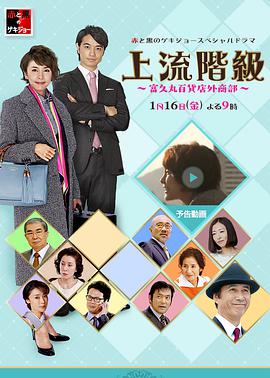 赤と黒の
ゲキジョー
赤と黒のゲキジョースペシャルドラマ
上流階級
～富久丸百貨店外商部～
1月16日(金)よる9時
予告動画